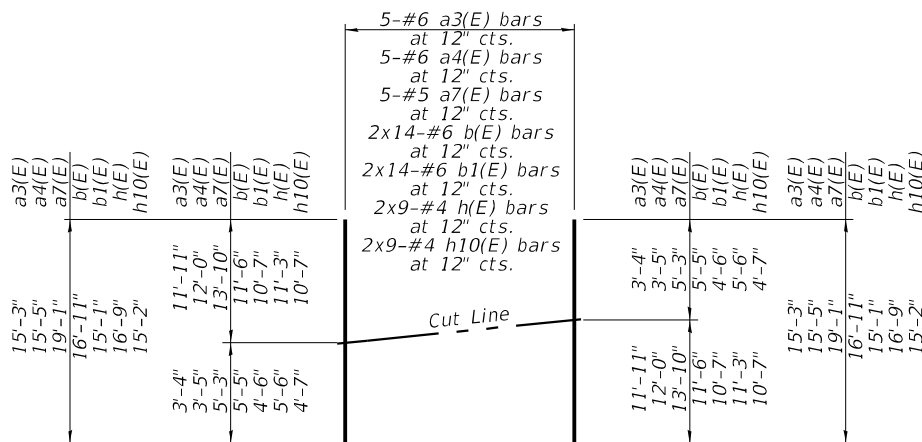 5-#6 a3(E) bars
at 12" cts.
5-#6 a4(E) bars
at 12" cts.
5-#5 a7(E) bars
at 12" cts.
2x14-#6 b(E) bars
at 12" cts.
2x14-#6 b1(E) bars
at 12" cts.
2x9-#4 h(E) bars
at 12" cts.
2x9-#4 h10(E) bars
at 12" cts.
a3(E)
a4(E)
a7(E)
b(E)
b1(E)
h(E)
h10(E)
15'-3"
15'-5"
19'-1"
16'-11"
15'-1"
16'-9"
15'-2"
a3(E)
a4(E)
a7(E)
b(E)
b1(E)
h(E)
h10(E)
11'-11"
12'-0"
13'-10"
11'-6"
10'-7"
11'-3"
10'-7"
3'-4"
3'-5"
5'-3"
5'-5"
4'-6"
5'-6"
4'-7"
Cut Line
a3(E)
a4(E)
a7(E)
b(E)
b1(E)
h(E)
h10(E)
3'-4"
3'-5"
5'-3"
5'-5"
4'-6"
5'-6"
4'-7"
11'-11"
12'-0"
13'-10"
11'-6"
10'-7"
11'-3"
10'-7"
a3(E)
a4(E)
a7(E)
b(E)
b1(E)
h(E)
h10(E)
15'-3"
15'-5"
19'-1"
16'-11"
15'-1"
16'-9"
15'-2"